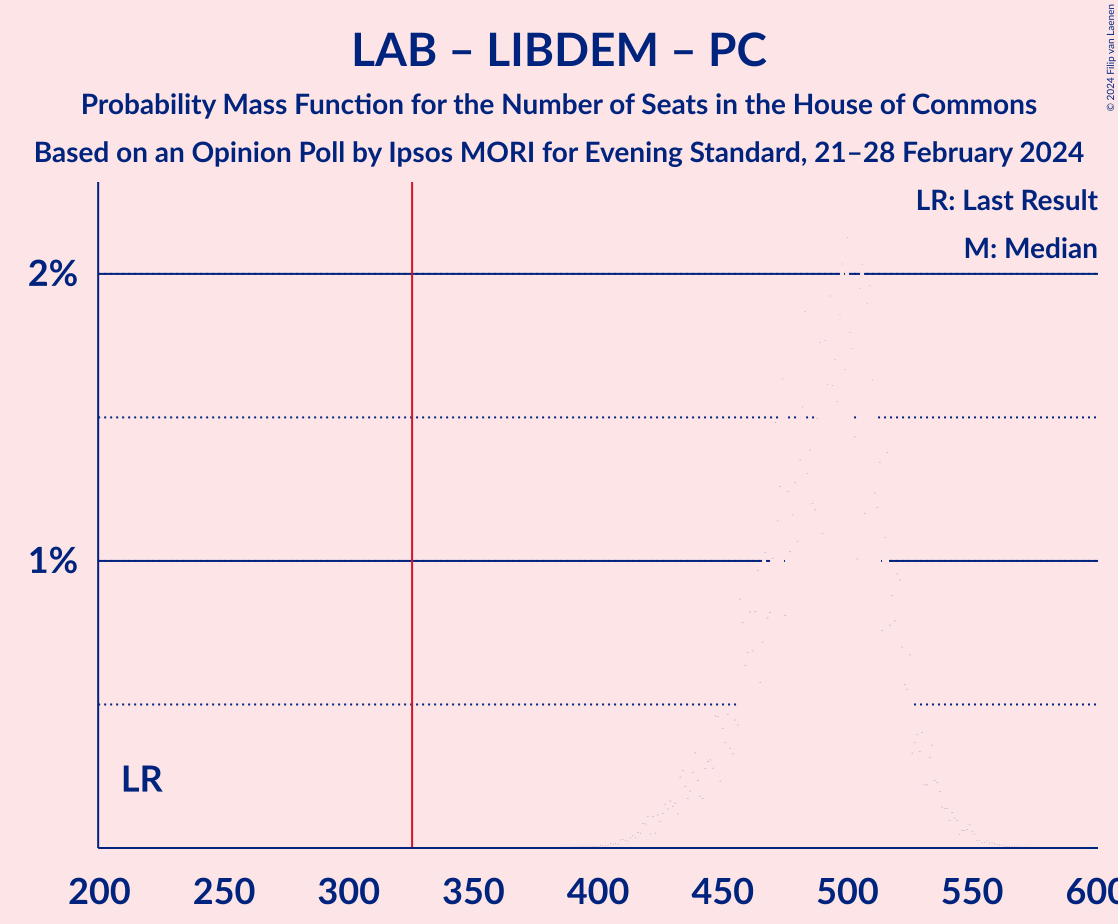 LAB – LIBDEM – PC
Probability Mass Function for the Number of Seats in the House of Commons
Based on an Opinion Poll by Ipsos MORI for Evening Standard, 21–28 February 2024
© 2024 Filip van Laenen
LR: Last Result
M: Median
2%
1%
LR
200 250 300 350 400 450 500 550 600